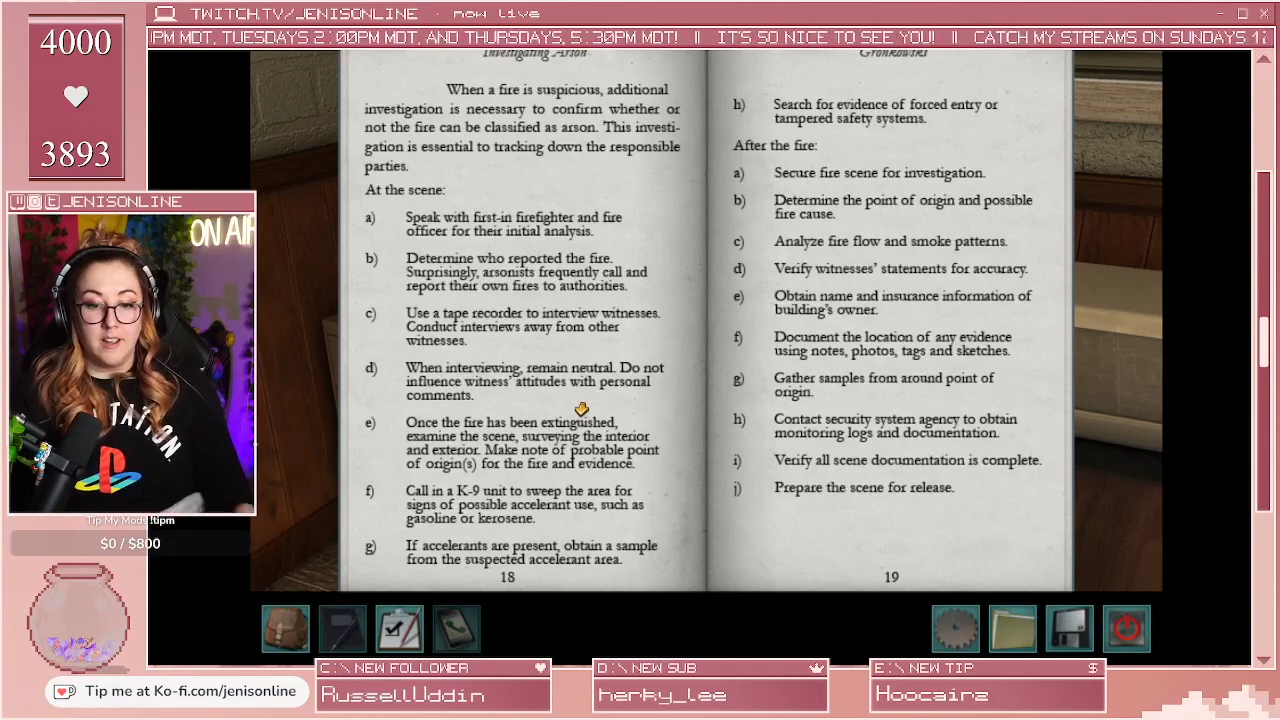 TWITCH.TV/JENISONLINE - now live
1PM MDT, TUESDAYS 2:00PM MDT, AND THURSDAYS, 5:30PM MDT! || IT'S SO NICE TO SEE YOU! || CATCH MY STREAMS ON SUNDAYS
4000
3893
JENISONLINE
ON AIR
Tip My Mods !tipm
$0 / $800
Tip me at Ko-fi.com/jenisonline
Investigating Arson
When a fire is suspicious, additional
investigation is necessary to confirm whether or
not the fire can be classified as arson. This investi-
gation is essential to tracking down the responsible
parties.
At the scene:
a) Speak with first-in firefighter and fire
officer for their initial analysis.
b) Determine who reported the fire.
Surprisingly, arsonists frequently call and
report their own fires to authorities.
c) Use a tape recorder to interview witnesses.
Conduct interviews away from other
witnesses.
d) When interviewing, remain neutral. Do not
influence witness' attitudes with personal
comments.
e) Once the fire has been extinguished,
examine the scene, surveying the interior
and exterior. Make note of probable point
of origin(s) for the fire and evidence.
f) Call in a K-9 unit to sweep the area for
signs of possible accelerant use, such as
gasoline or kerosene.
g) If accelerants are present, obtain a sample
from the suspected accelerant area.
18
Gronkowski
h) Search for evidence of forced entry or
tampered safety systems.
After the fire:
a) Secure fire scene for investigation.
b) Determine the point of origin and possible
fire cause.
c) Analyze fire flow and smoke patterns.
d) Verify witnesses' statements for accuracy.
e) Obtain name and insurance information of
building's owner.
f) Document the location of any evidence
using notes, photos, tags and sketches.
g) Gather samples from around point of
origin.
h) Contact security system agency to obtain
monitoring logs and documentation.
i) Verify all scene documentation is complete.
j) Prepare the scene for release.
19
C:\ NEW FOLLOWER
RussellUddin
D:\ NEW SUB
herky_lee
E:\ NEW TIP $
Hoocainz